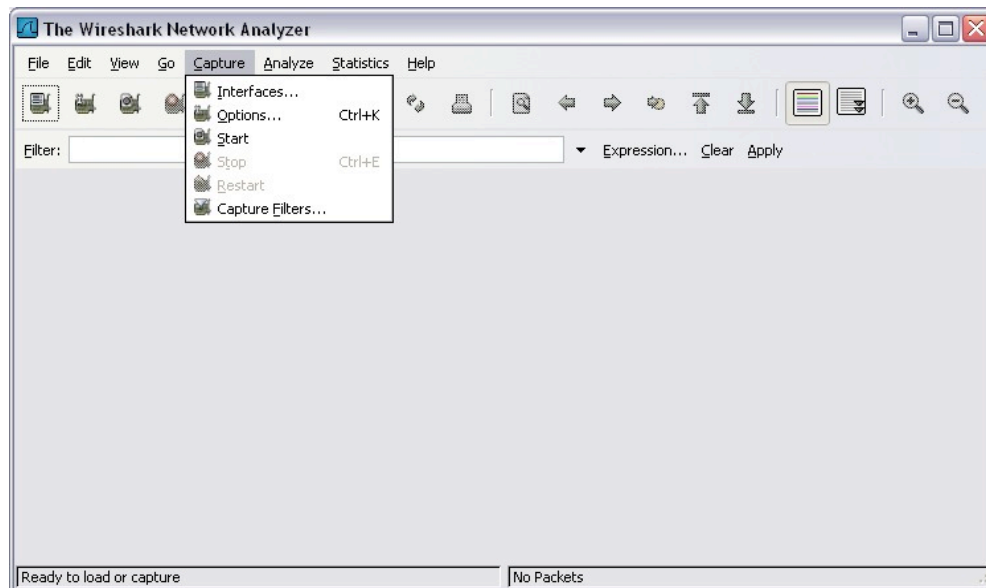 The Wireshark Network Analyzer
File Edit View Go Capture Analyze Statistics Help
Interfaces...
Options... Ctrl+K
Start
Stop Ctrl+E
Restart
Capture Filters...
Filter: Expression... Clear Apply
Ready to load or capture No Packets